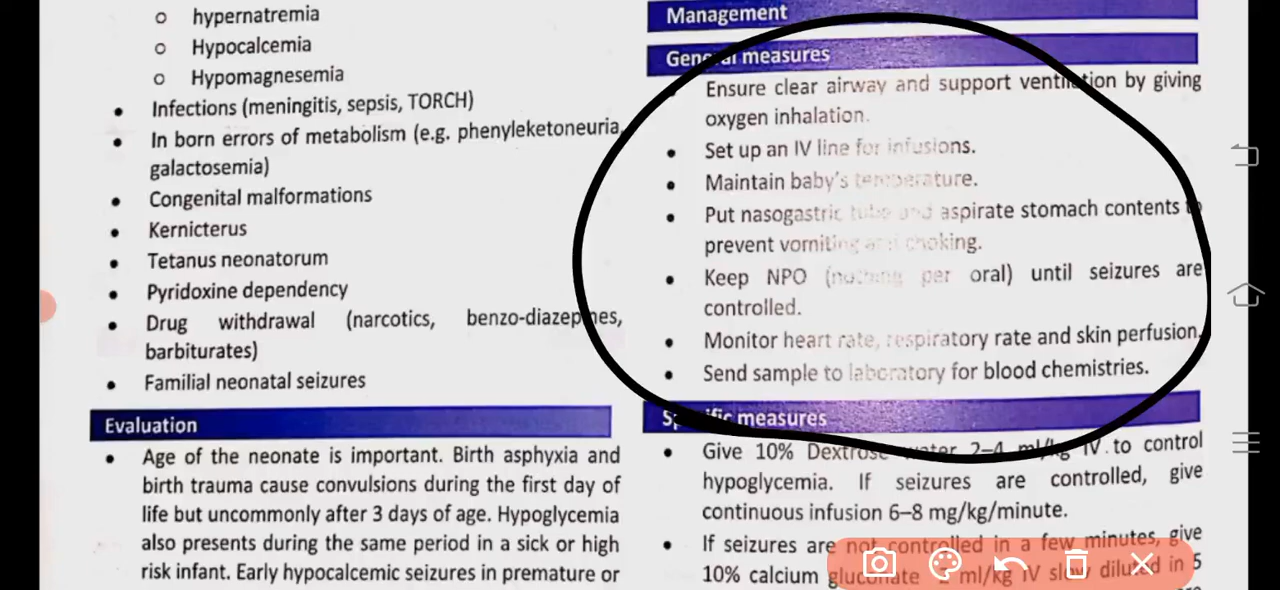 hypernatremia
Hypocalcemia
Hypomagnesemia
Infections (meningitis, sepsis, TORCH)
In born errors of metabolism (e.g. phenyleketoneuria,
galactosemia)
Congenital malformations
Kernicterus
Tetanus neonatorum
Pyridoxine dependency
Drug withdrawal (narcotics, benzo-diazepines,
barbiturates)
Familial neonatal seizures
Evaluation
Age of the neonate is important. Birth asphyxia and
birth trauma cause convulsions during the first day of
life but uncommonly after 3 days of age. Hypoglycemia
also presents during the same period in a sick or high
risk infant. Early hypocalcemic seizures in premature or
Management
General measures
Ensure clear airway and support ventilation by giving
oxygen inhalation.
Set up an IV line for infusions.
Maintain baby's temperature.
Put nasogastric tube and aspirate stomach contents to
prevent vomiting and choking.
Keep NPO (nothing per oral) until seizures are
controlled.
Monitor heart rate, respiratory rate and skin perfusion.
Send sample to laboratory for blood chemistries.
Specific measures
Give 10% Dextrose water 2–4 ml/kg IV to control
hypoglycemia. If seizures are controlled, give
continuous infusion 6–8 mg/kg/minute.
If seizures are not controlled in a few minutes, give
10% calcium gluconate 2 ml/kg IV slow diluted in 5